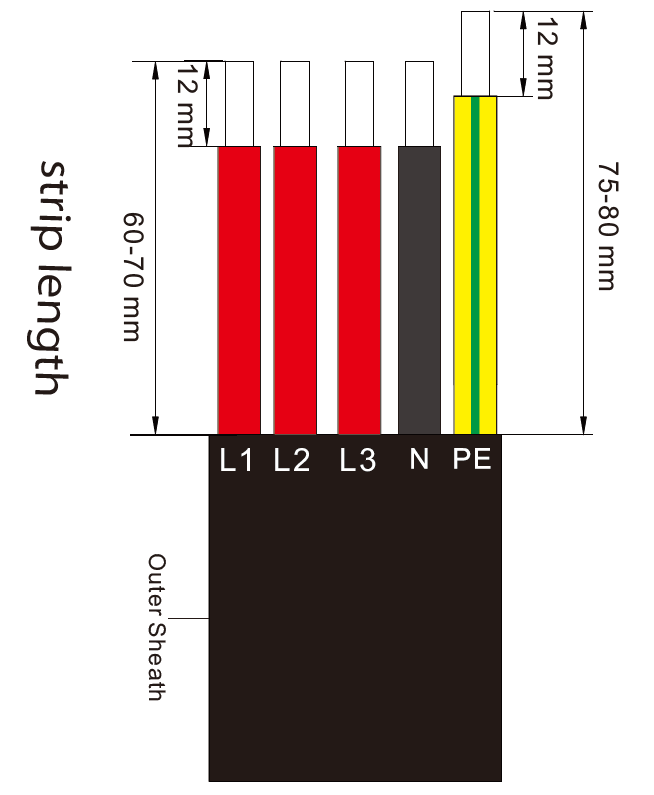 12 mm
12 mm
75-80 mm
60-70 mm
strip length
L1 L2 L3 N PE
Outer Sheath